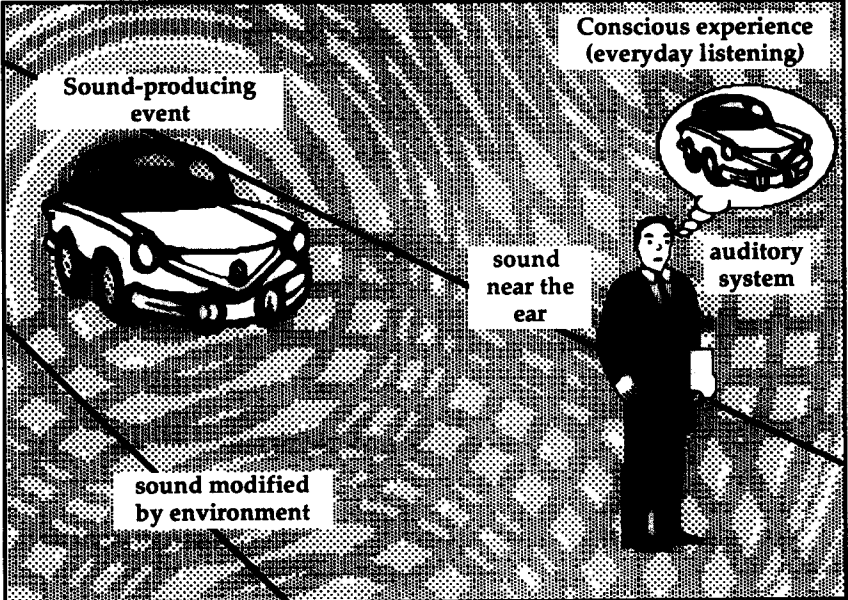 Conscious experience
(everyday listening)
Sound-producing
event
sound
near the
ear
auditory
system
sound modified
by environment